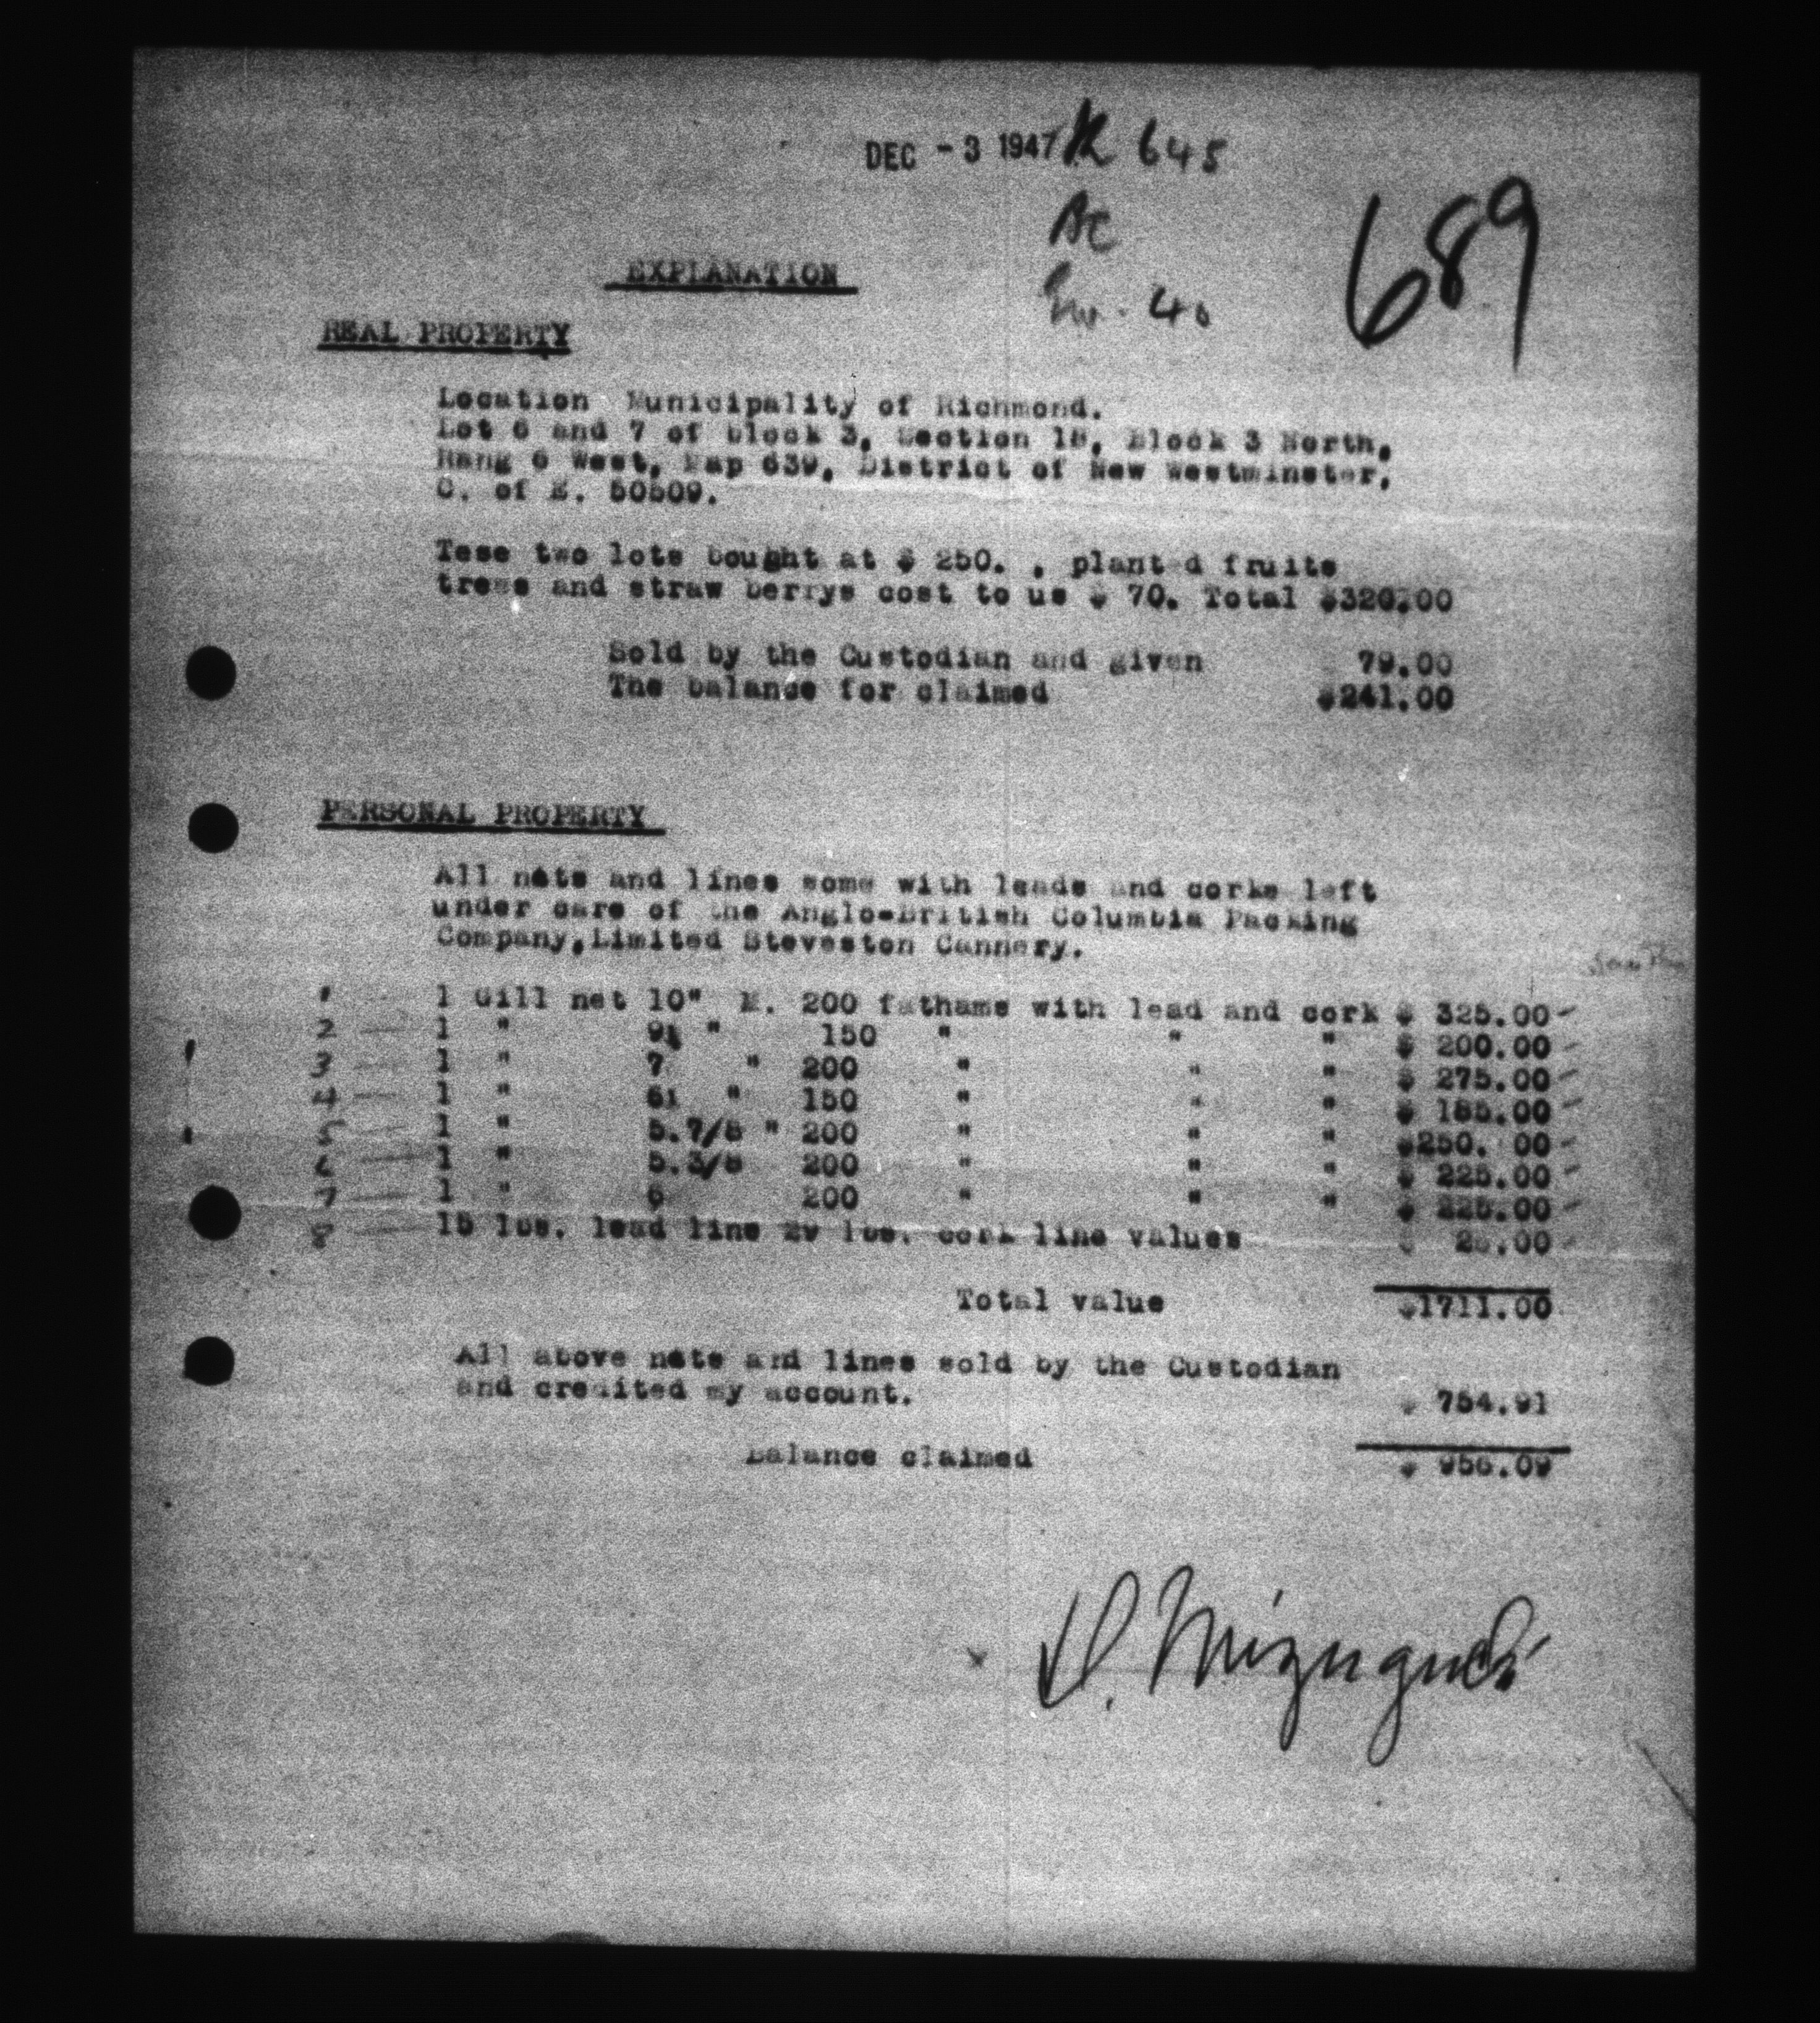 DEC - 3 1947 R 645
689
EXPLANATION
REAL PROPERTY
Location Municipality of Richmond.
Lot 6 and 7 of block 3, Section 18, Block 3 North,
Rang 6 West, Map 639, District of New Westminster,
C. of E. 50509.
Tese two lots bought at $ 250. , planted fruits
trees and straw berrys cost to us $ 70. Total $320.00
Sold by the Custodian and given 79.00
The balance for claimed $241.00
PERSONAL PROPERTY
All nets and lines some with leads and corks left
under care of the Anglo-British Columbia Packing
Company, Limited Steveston Cannery.
1 1 Gill net 10" M. 200 fathams with lead and cork $ 325.00
2 1 " " 150 " " " $ 200.00
3 1 " 7 " 200 " " " $ 275.00
4 1 " " 150 " " " $ 185.00
5 1 " 5.7/8 " 200 " " " $250. 00
6 1 " 5.3/8 200 " " " $ 225.00
7 1 " 200 " " " $ 225.00
8 15 lbs. lead line lbs. cork line values $
Total value $1711.00
All above nets and lines sold by the Custodian
and credited my account. $ 754.91
Balance claimed $ 956.09
Mizuguchi